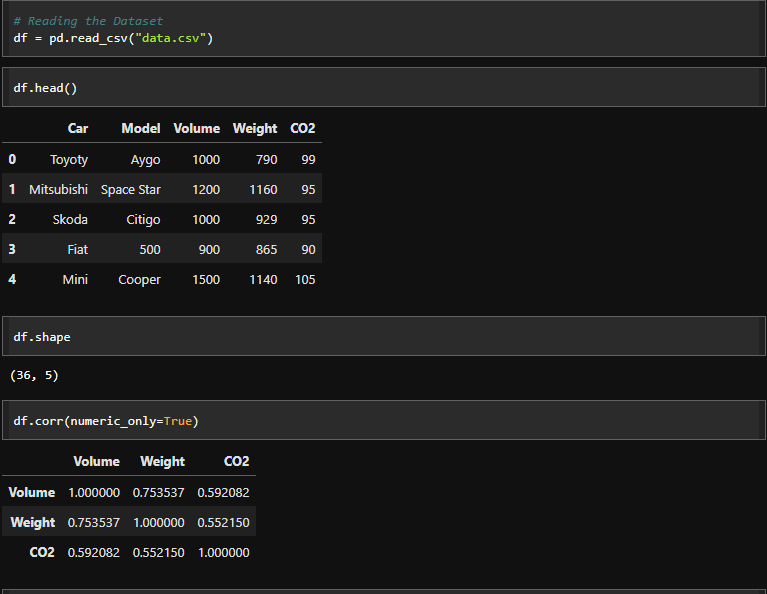 # Reading the Dataset
df = pd.read_csv("data.csv")
df.head()
Car Model Volume Weight CO2
0 Toyoty Aygo 1000 790 99
1 Mitsubishi Space Star 1200 1160 95
2 Skoda Citigo 1000 929 95
3 Fiat 500 900 865 90
4 Mini Cooper 1500 1140 105
df.shape
(36, 5)
df.corr(numeric_only=True)
Volume Weight CO2
Volume 1.000000 0.753537 0.592082
Weight 0.753537 1.000000 0.552150
CO2 0.592082 0.552150 1.000000